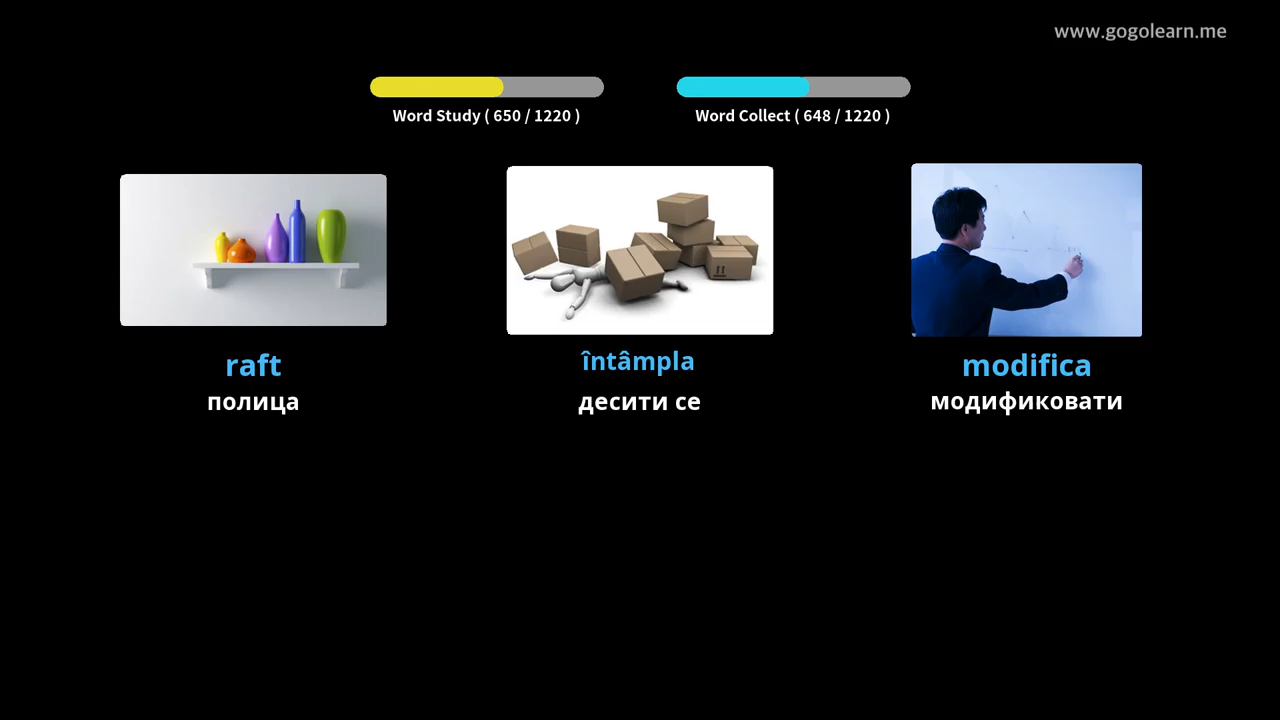 www.gogolearn.me
Word Study ( 650 / 1220 )
Word Collect ( 648 / 1220 )
raft
întâmpla
modifica
полица
десити се
модификовати